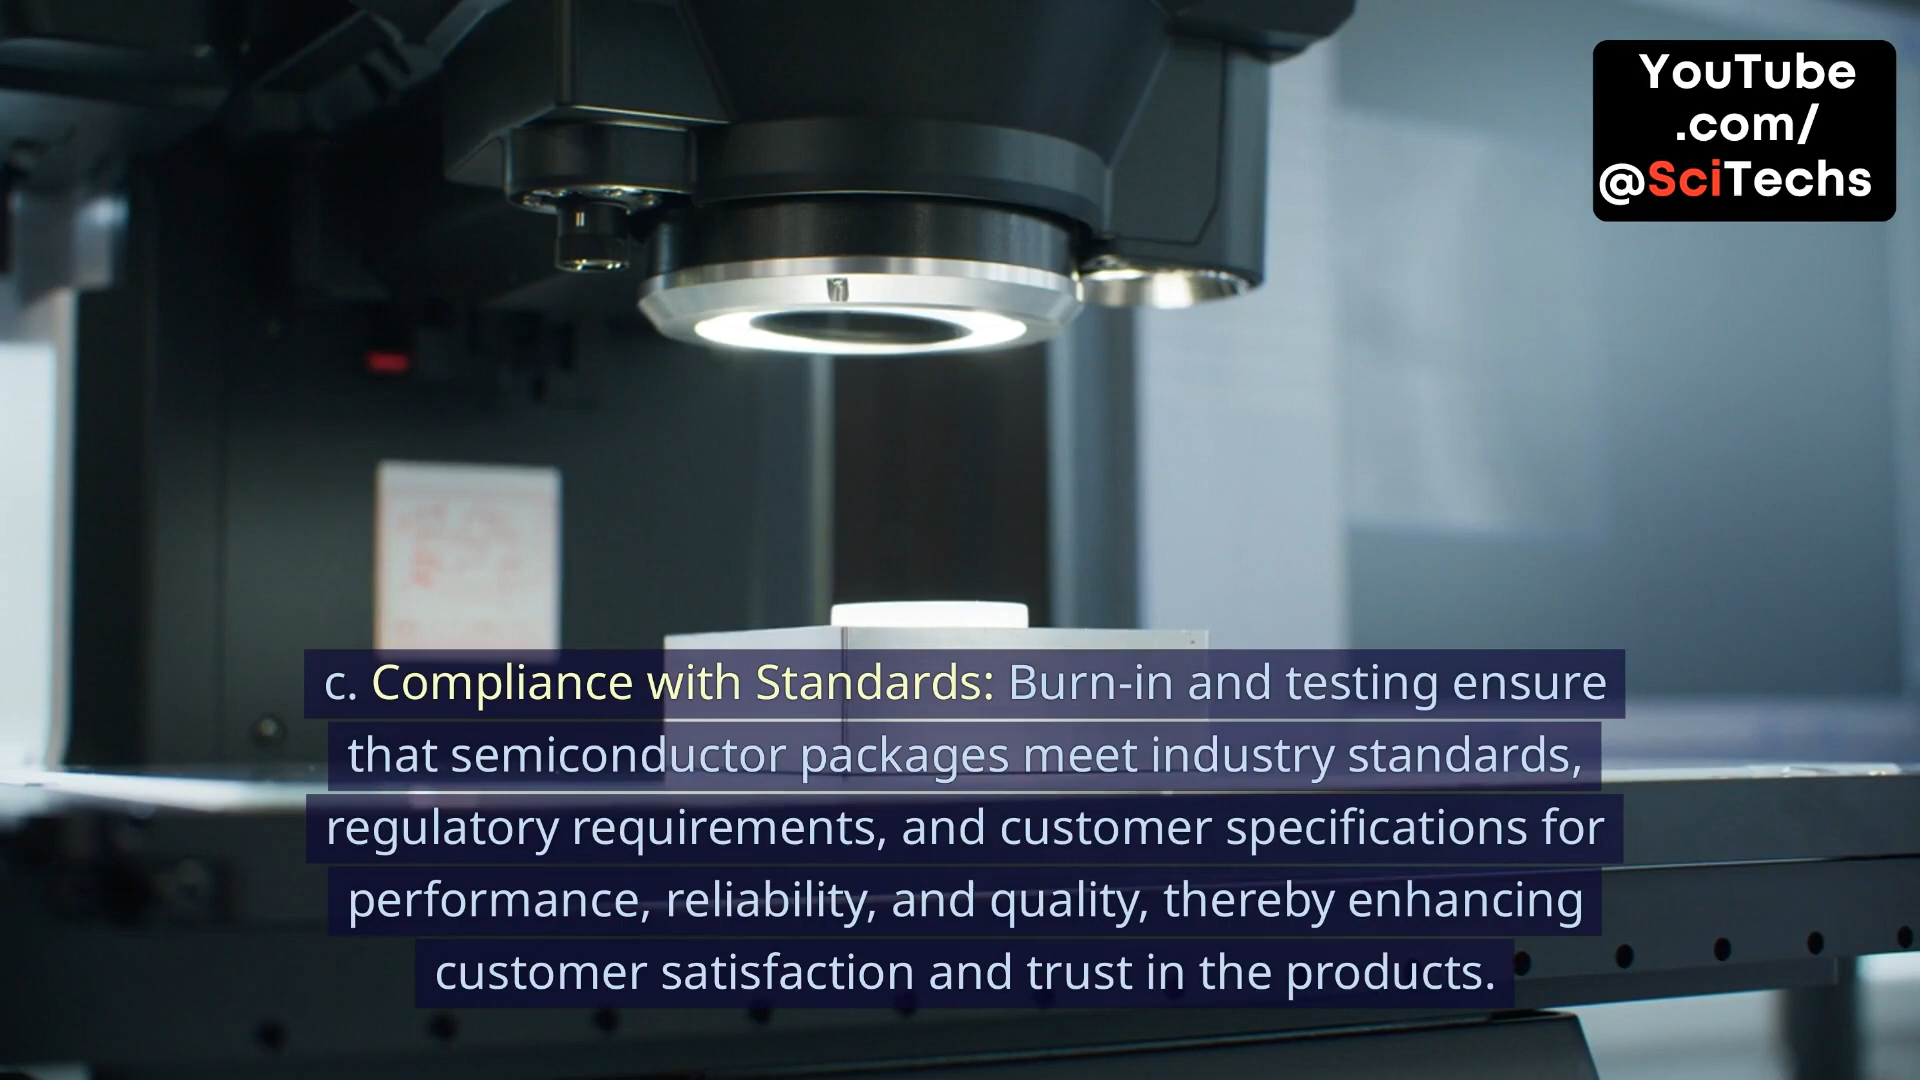 YouTube
.com/
@SciTechs
c. Compliance with Standards: Burn-in and testing ensure
that semiconductor packages meet industry standards,
regulatory requirements, and customer specifications for
performance, reliability, and quality, thereby enhancing
customer satisfaction and trust in the products.